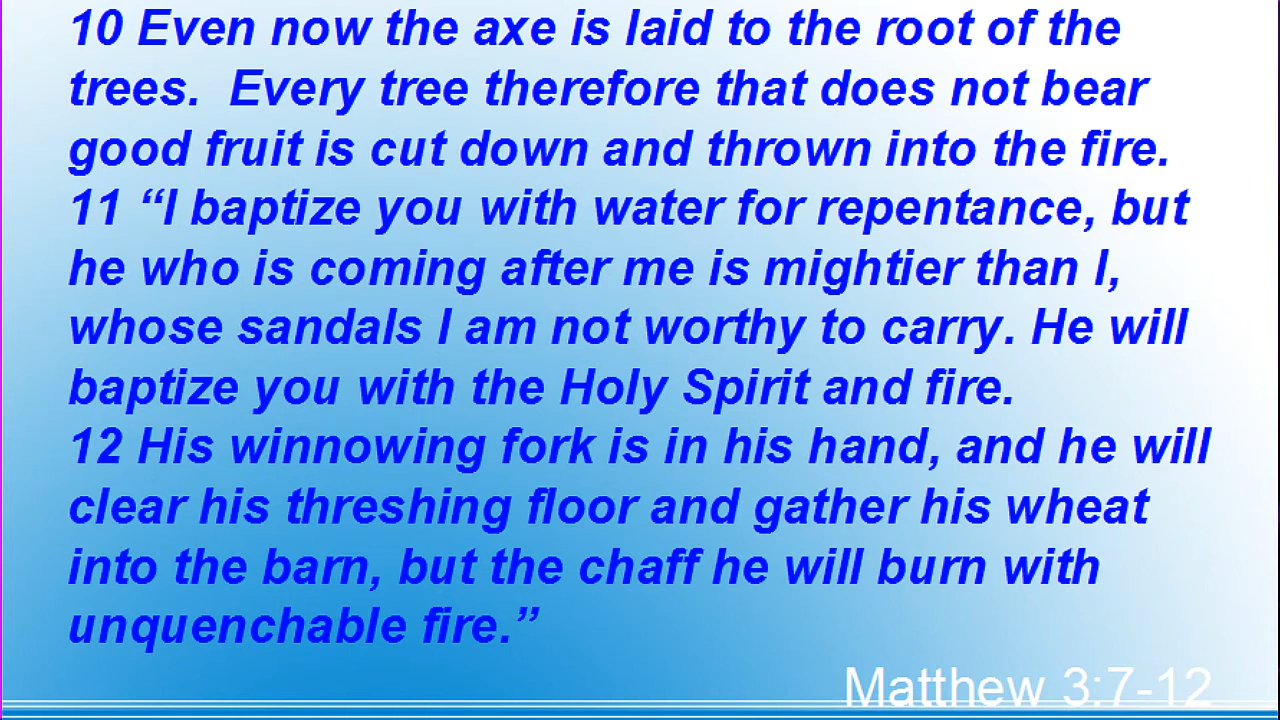 10 Even now the axe is laid to the root of the
trees.  Every tree therefore that does not bear
good fruit is cut down and thrown into the fire.
11 “I baptize you with water for repentance, but
he who is coming after me is mightier than I,
whose sandals I am not worthy to carry. He will
baptize you with the Holy Spirit and fire.
12 His winnowing fork is in his hand, and he will
clear his threshing floor and gather his wheat
into the barn, but the chaff he will burn with
unquenchable fire.”
Matthew 3:7-12